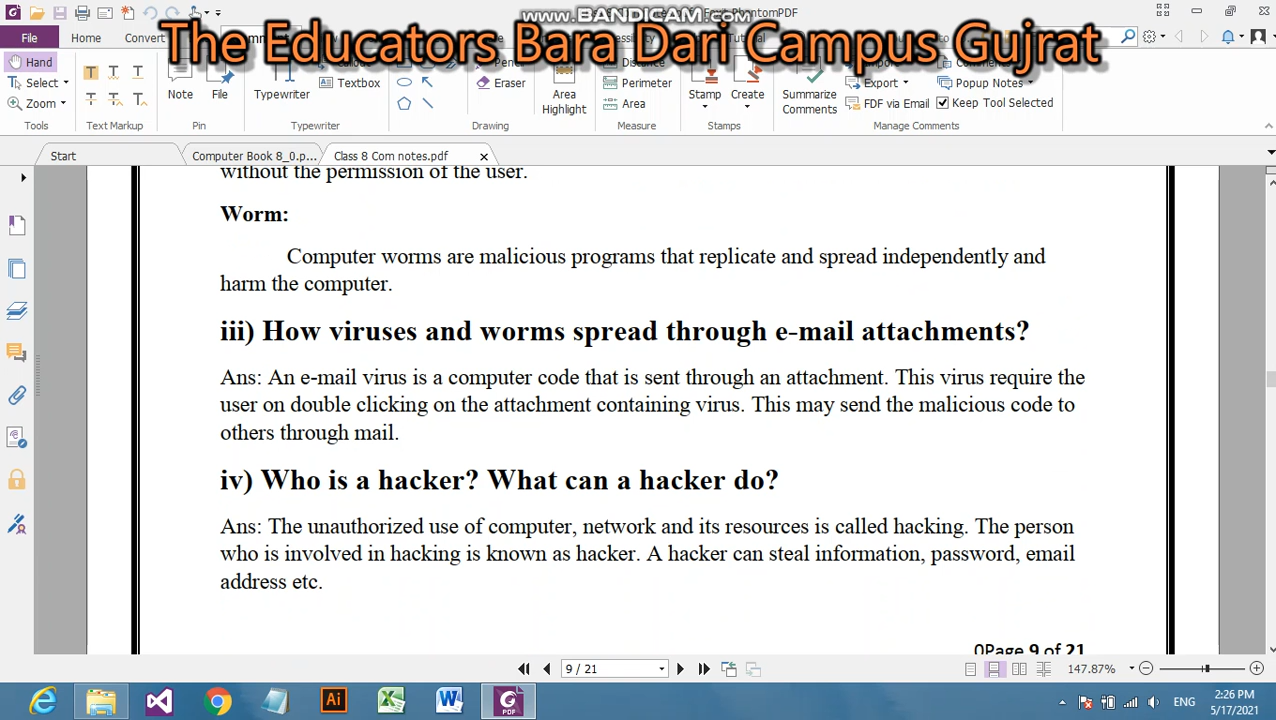 www.BANDICAM.com
PhantomPDF
The Educators Bara Dari Campus Gujrat
File Home Convert
Hand
Select
Zoom
Tools
Text Markup
Note
File
Pin
Typewriter
Textbox
Typewriter
Pencil
Eraser
Drawing
Area Highlight
Distance
Perimeter
Area
Measure
Stamp
Create
Stamps
Summarize Comments
Import
Export
FDF via Email
Comments
Popup Notes
Keep Tool Selected
Manage Comments
Start Computer Book 8_0.p... Class 8 Com notes.pdf
without the permission of the user.
Worm:
Computer worms are malicious programs that replicate and spread independently and
harm the computer.
iii) How viruses and worms spread through e-mail attachments?
Ans: An e-mail virus is a computer code that is sent through an attachment. This virus require the
user on double clicking on the attachment containing virus. This may send the malicious code to
others through mail.
iv) Who is a hacker? What can a hacker do?
Ans: The unauthorized use of computer, network and its resources is called hacking. The person
who is involved in hacking is known as hacker. A hacker can steal information, password, email
address etc.
0Page 9 of 21
9 / 21
147.87%
ENG
2:26 PM
5/17/2021